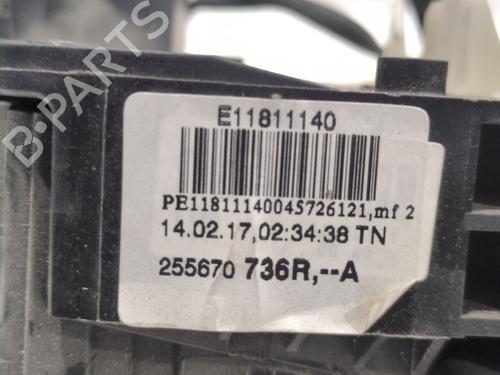 E11811140
PE11811140045726121,mf 2
14.02.17,02:34:38 TN
255670 736R,--A
B-PARTS